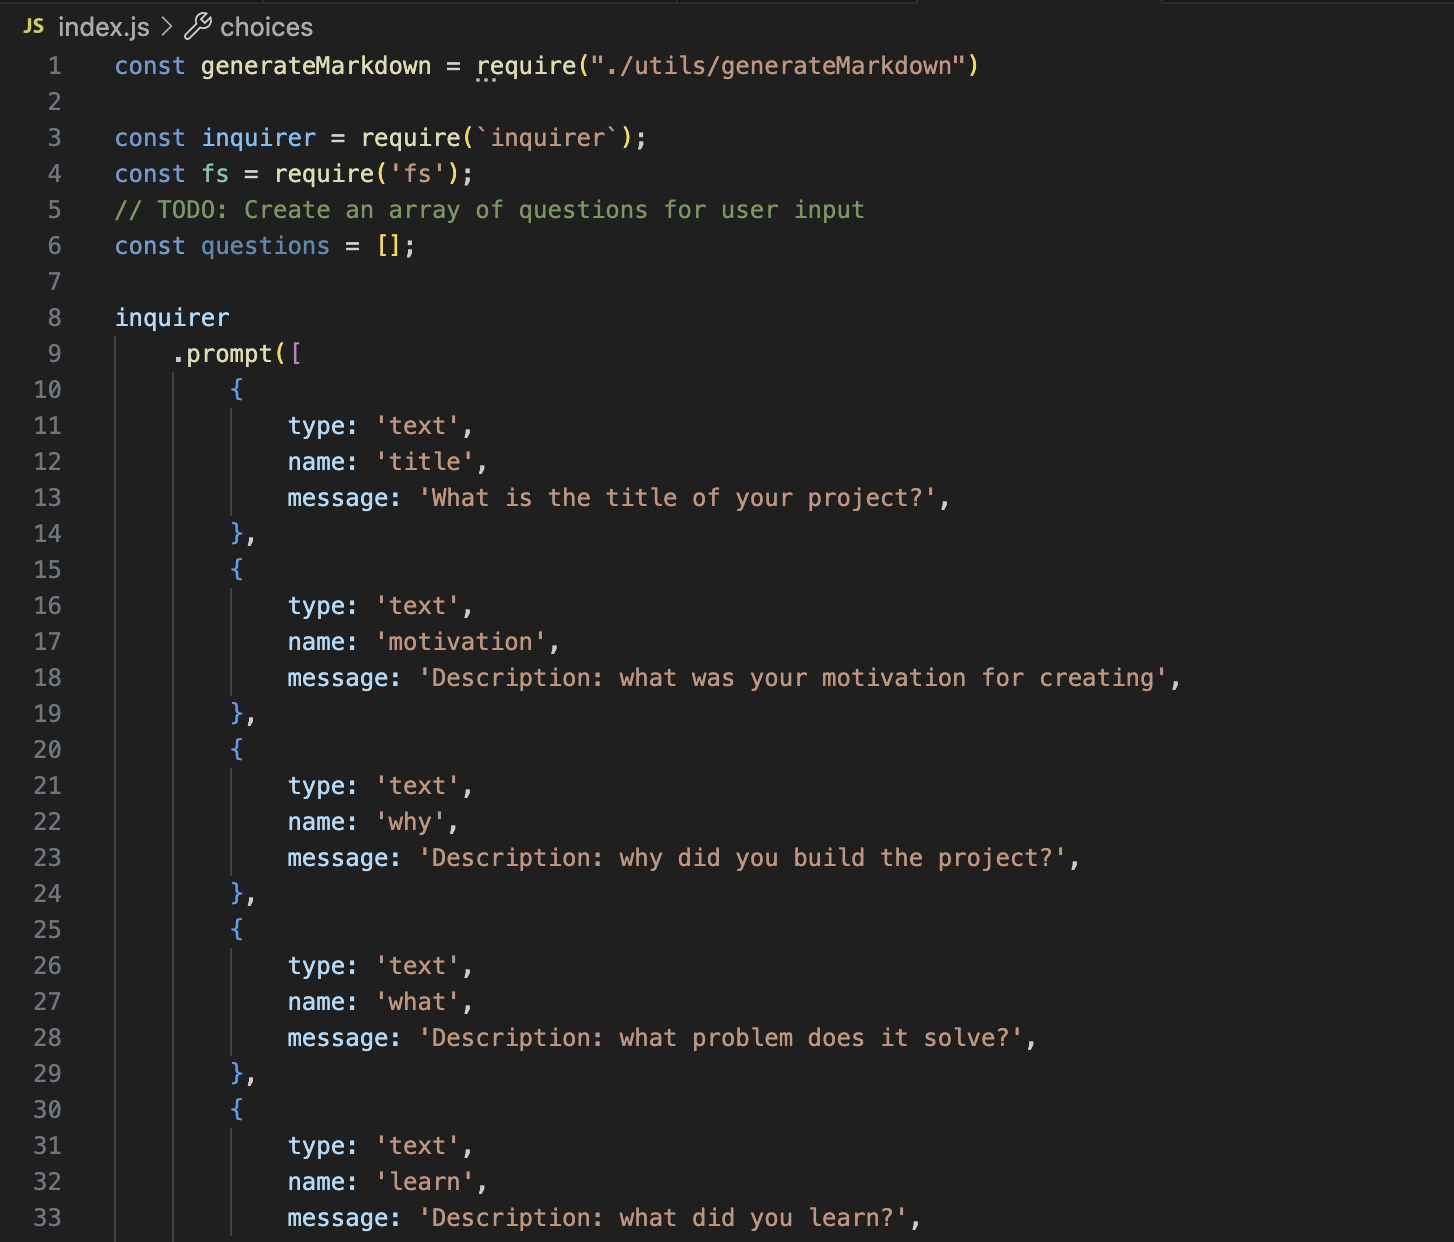 JS index.js > choices
1 const generateMarkdown = require("./utils/generateMarkdown")
2
3 const inquirer = require(`inquirer`);
4 const fs = require('fs');
5 // TODO: Create an array of questions for user input
6 const questions = [];
7
8 inquirer
9     .prompt([
10         {
11             type: 'text',
12             name: 'title',
13             message: 'What is the title of your project?',
14         },
15         {
16             type: 'text',
17             name: 'motivation',
18             message: 'Description: what was your motivation for creating',
19         },
20         {
21             type: 'text',
22             name: 'why',
23             message: 'Description: why did you build the project?',
24         },
25         {
26             type: 'text',
27             name: 'what',
28             message: 'Description: what problem does it solve?',
29         },
30         {
31             type: 'text',
32             name: 'learn',
33             message: 'Description: what did you learn?',